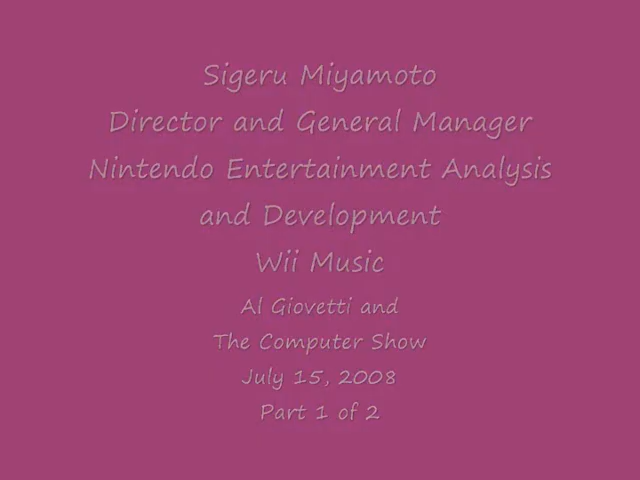 Sigeru Miyamoto
Director and General Manager
Nintendo Entertainment Analysis
and Development
Wii Music
Al Giovetti and
The Computer Show
July 15, 2008
Part 1 of 2